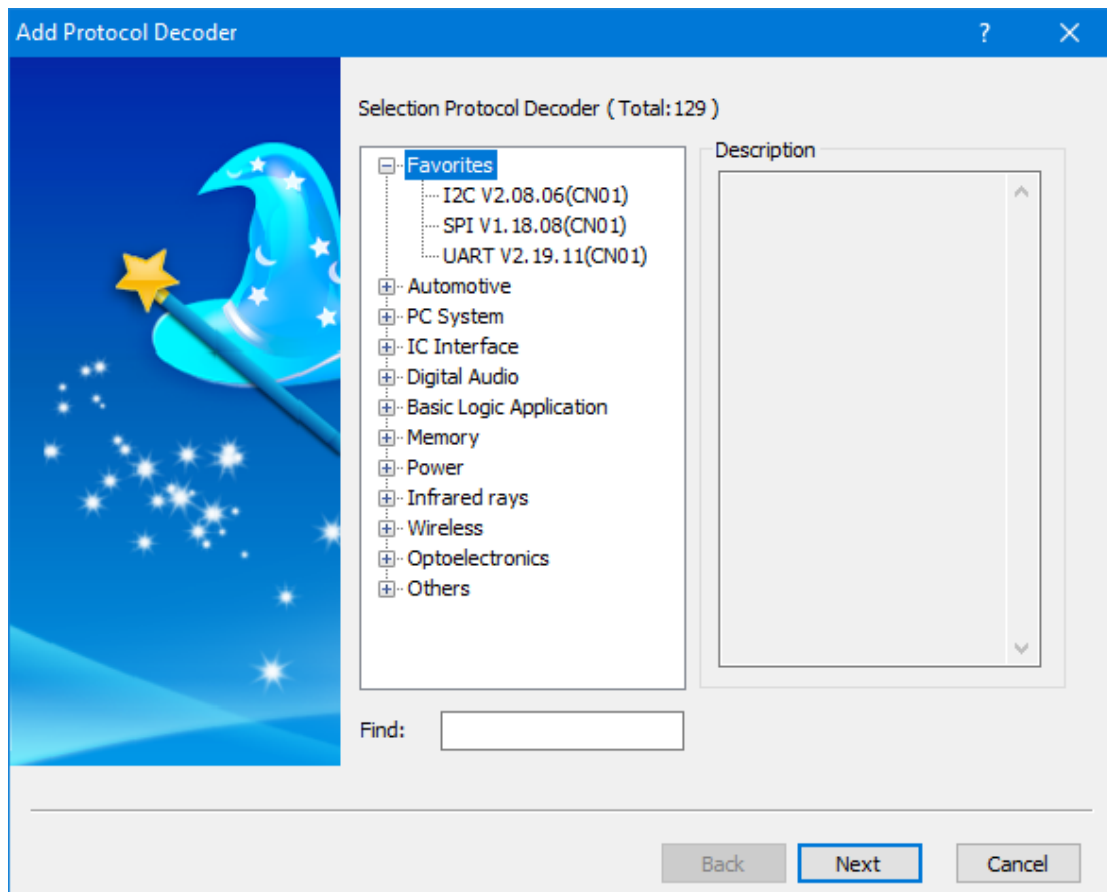 Add Protocol Decoder
?
Selection Protocol Decoder ( Total:129 )
Favorites
I2C V2.08.06(CN01)
SPI V1.18.08(CN01)
UART V2.19.11(CN01)
Automotive
PC System
IC Interface
Digital Audio
Basic Logic Application
Memory
Power
Infrared rays
Wireless
Optoelectronics
Others
Description
Find:
Back Next Cancel